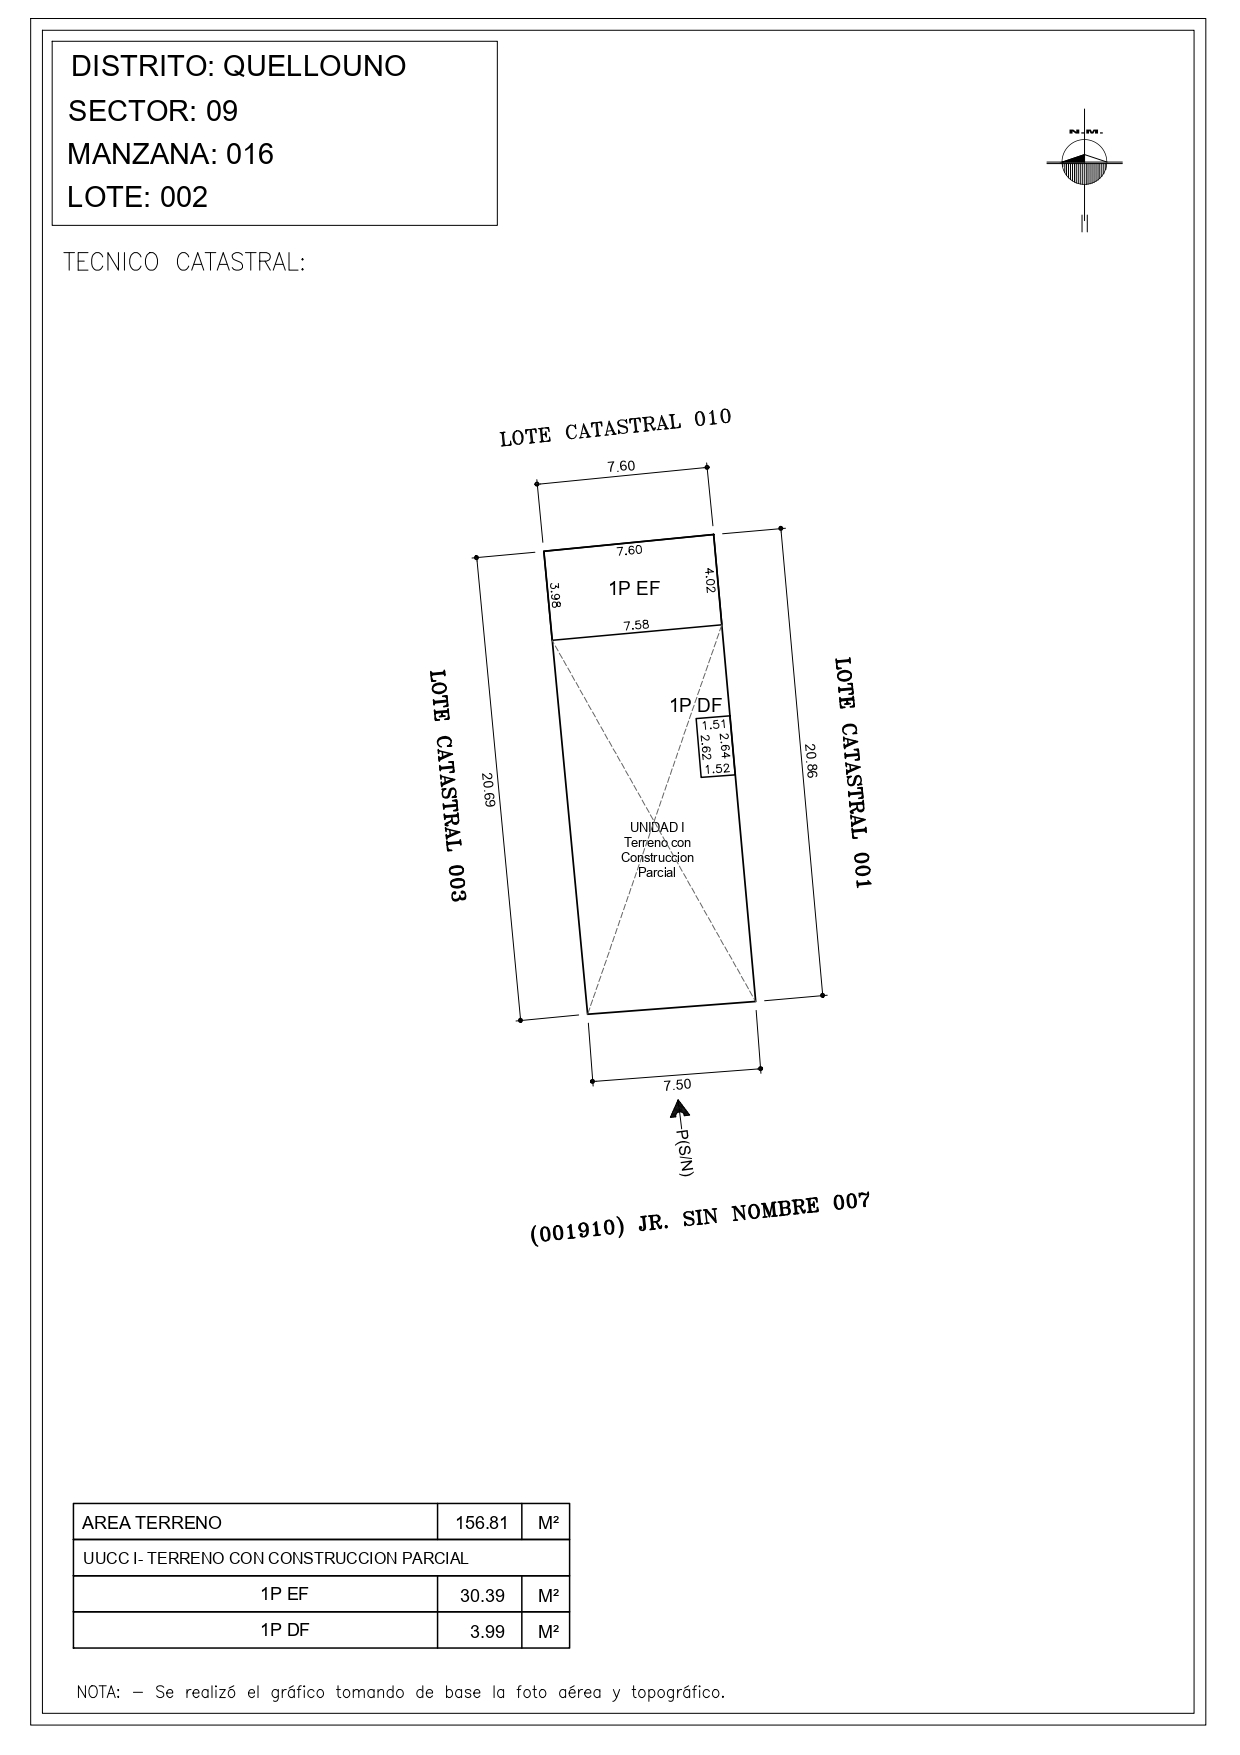 DISTRITO: QUELLOUNO
SECTOR: 09
MANZANA: 016
LOTE: 002
N.M.
TECNICO CATASTRAL:
LOTE CATASTRAL 010
7.60
7.60
3.98
1P EF
4.02
7.58
LOTE CATASTRAL 003
20.69
1P DF
1.51
2.62
2.64
1.52
20.86
LOTE CATASTRAL 001
UNIDAD I
Terreno con
Construccion
Parcial
7.50
P(S/N)
(001910) JR. SIN NOMBRE 007
AREA TERRENO 156.81 M²
UUCC I- TERRENO CON CONSTRUCCION PARCIAL
1P EF 30.39 M²
1P DF 3.99 M²
NOTA: – Se realizó el gráfico tomando de base la foto aérea y topográfico.